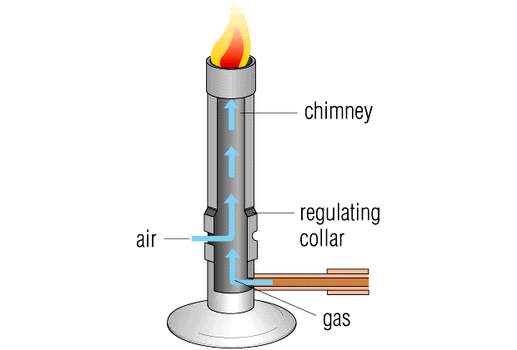 chimney
regulating
collar
air
gas